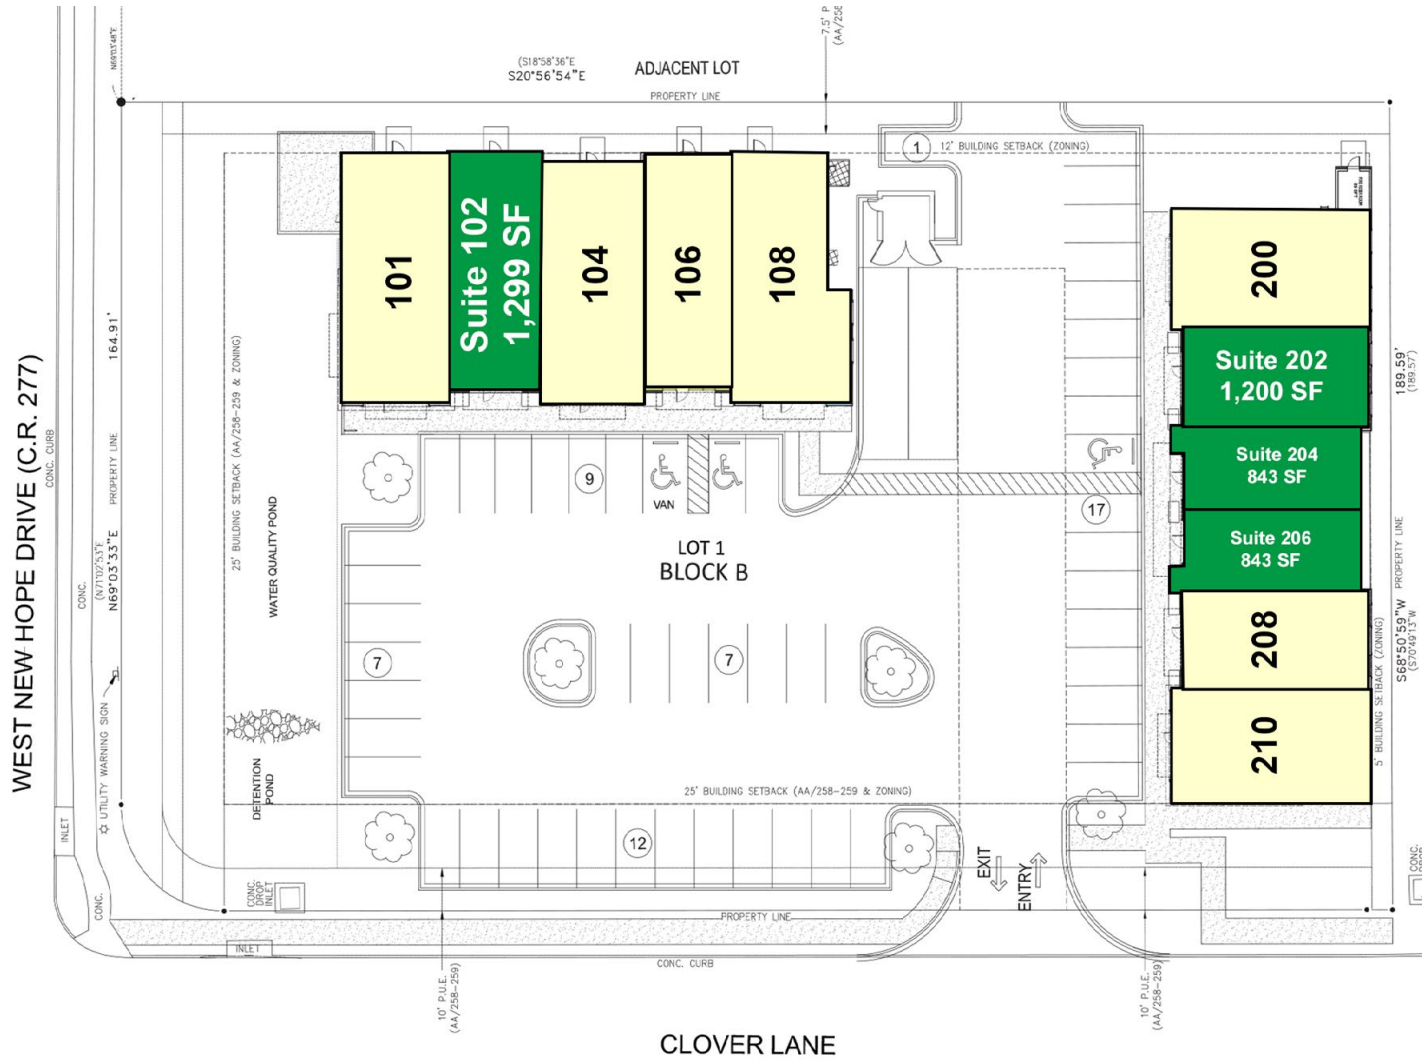 N69°03'48"E
(S18°58'36"E
S20°56'54"E
ADJACENT LOT
PROPERTY LINE
7.5' P
(AA/258
1
12' BUILDING SETBACK (ZONING)
101
Suite 102
1,299 SF
104
106
108
200
Suite 202
1,200 SF
Suite 204
843 SF
Suite 206
843 SF
208
210
189.59'
(189.57')
PROPERTY LINE
S68°50'59"W
(S70°49'13"W
5' BUILDING SETBACK (ZONING)
WEST NEW HOPE DRIVE (C.R. 277)
CONC. CURB
CONC.
164.91'
PROPERTY LINE
(N71°02'53"E
N69°03'33"E
25' BUILDING SETBACK (AA/258-259 & ZONING)
WATER QUALITY POND
9
VAN
17
LOT 1
BLOCK B
7
7
UTILITY WARNING SIGN
DETENTION
POND
25' BUILDING SETBACK (AA/258-259 & ZONING)
12
INLET
CONC.
CONC.
DROP
INLET
EXIT
ENTRY
CONC.
PROPERTY LINE
INLET
CONC. CURB
10' P.U.E.
(AA/258-259)
10' P.U.E.
(AA/258-259)
CLOVER LANE